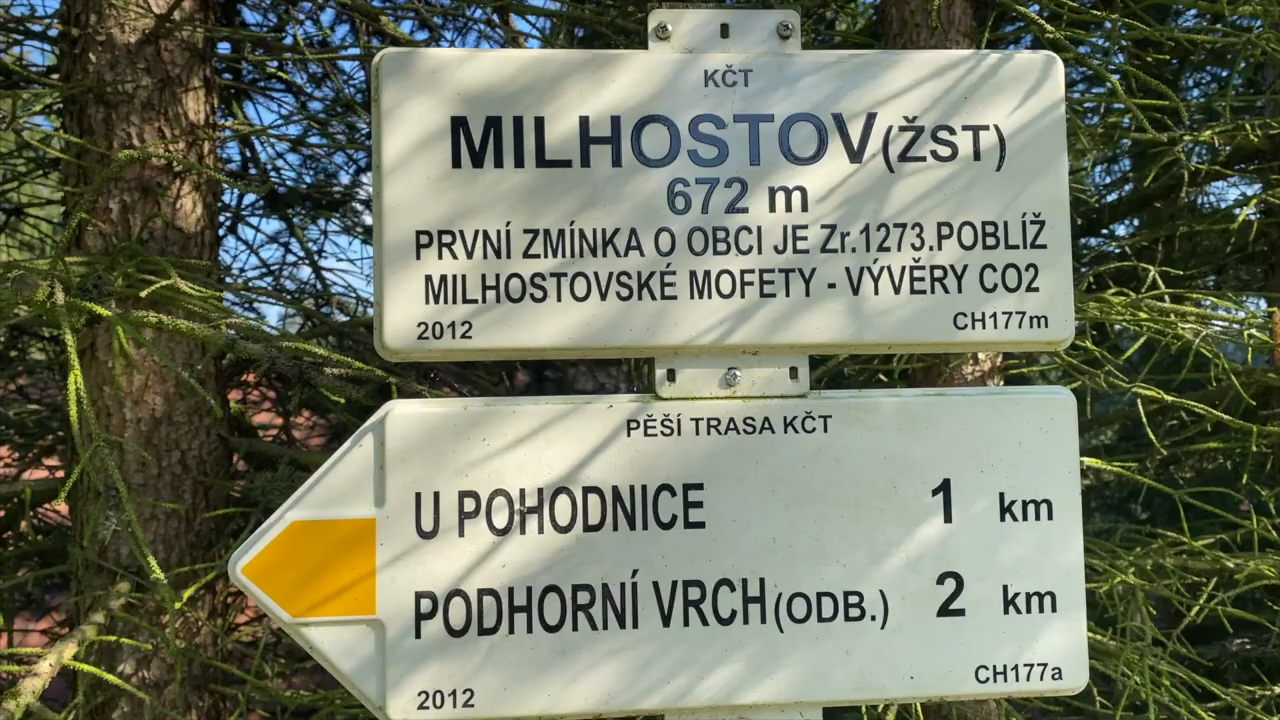 KČT
MILHOSTOV (ŽST)
672 m
PRVNÍ ZMÍNKA O OBCI JE Zr.1273.POBLÍŽ
MILHOSTOVSKÉ MOFETY - VÝVĚRY CO2
2012 CH177m
PĚŠÍ TRASA KČT
U POHODNICE 1 km
PODHORNÍ VRCH (ODB.) 2 km
2012 CH177a